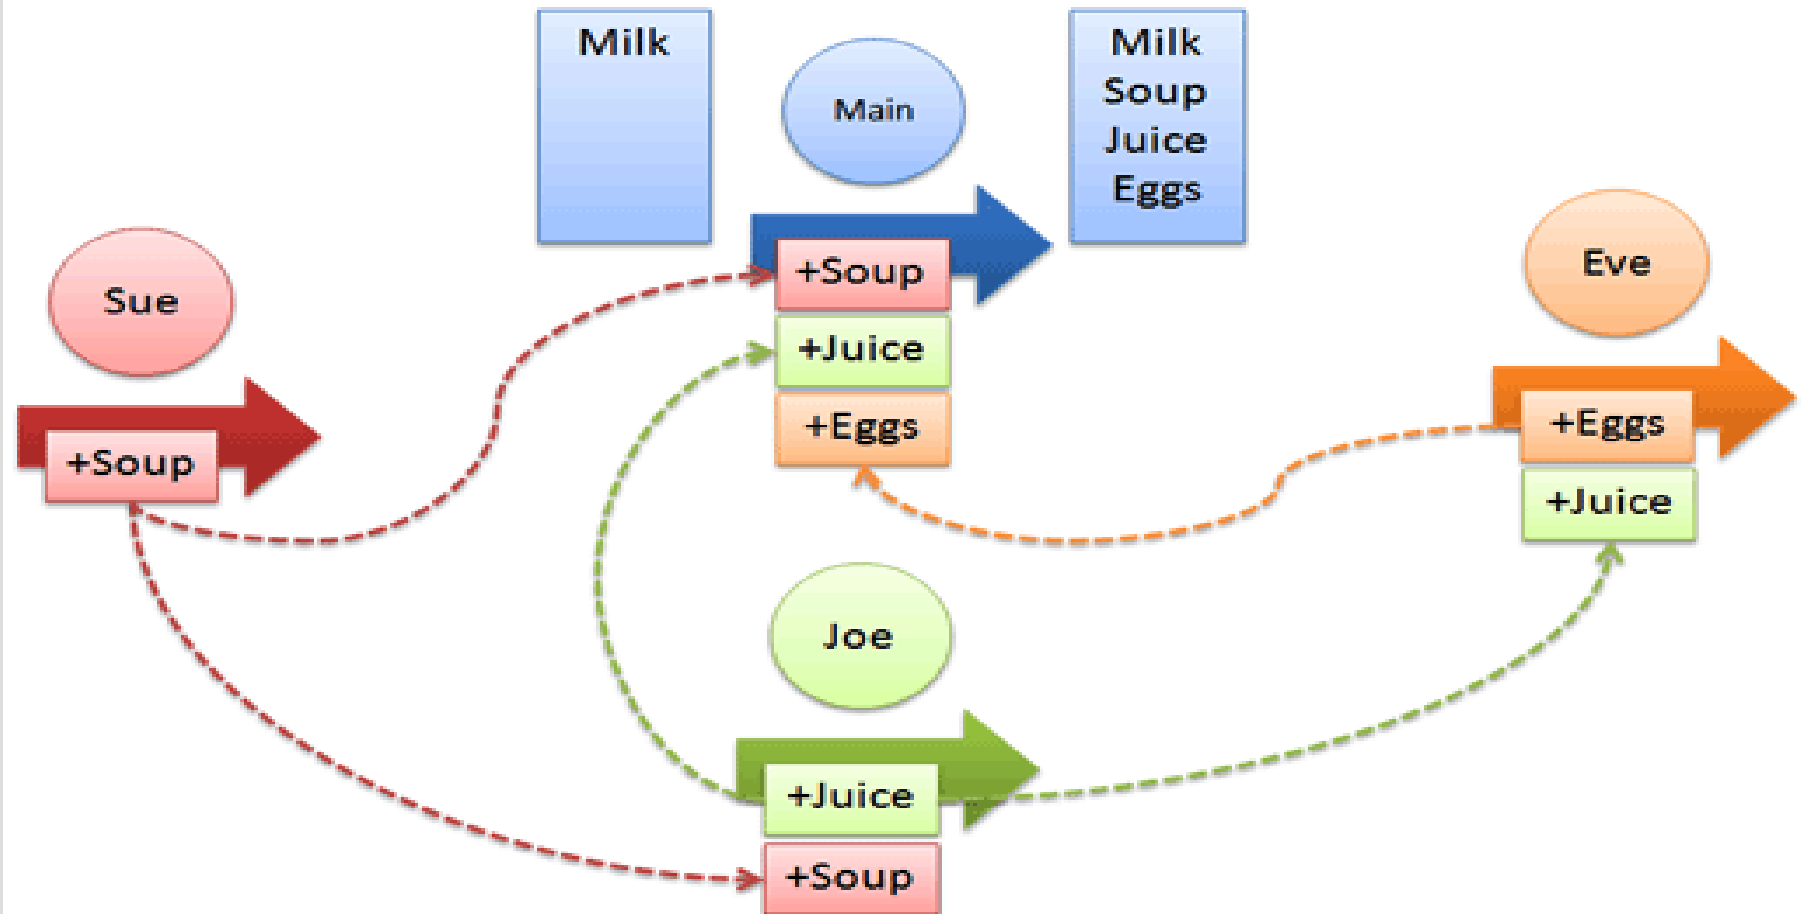 Milk
Main
Milk
Soup
Juice
Eggs
Sue
+Soup
+Soup
+Juice
+Eggs
Eve
+Eggs
+Juice
Joe
+Juice
+Soup